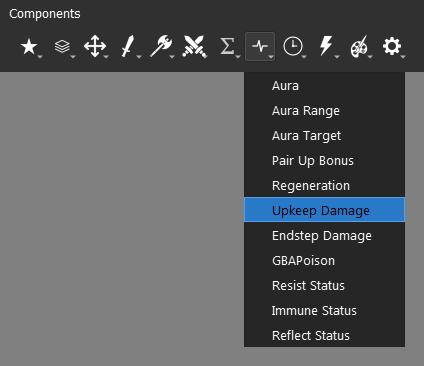 Components
Aura
Aura Range
Aura Target
Pair Up Bonus
Regeneration
Upkeep Damage
Endstep Damage
GBAPoison
Resist Status
Immune Status
Reflect Status